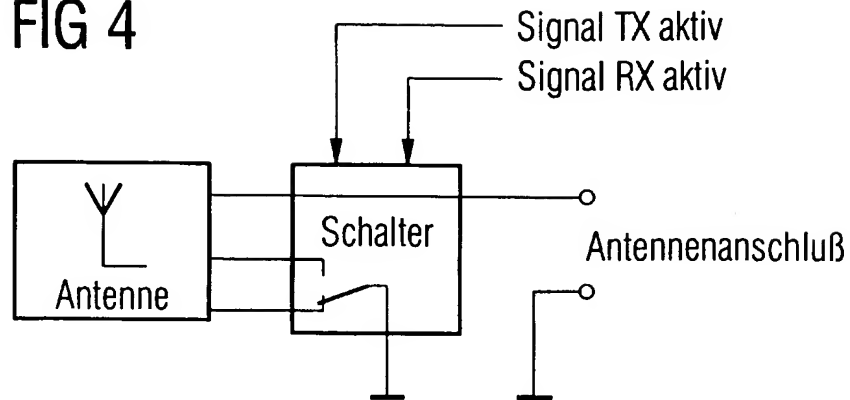 FIG 4
Signal TX aktiv
Signal RX aktiv
Schalter
Antennenanschluß
Antenne